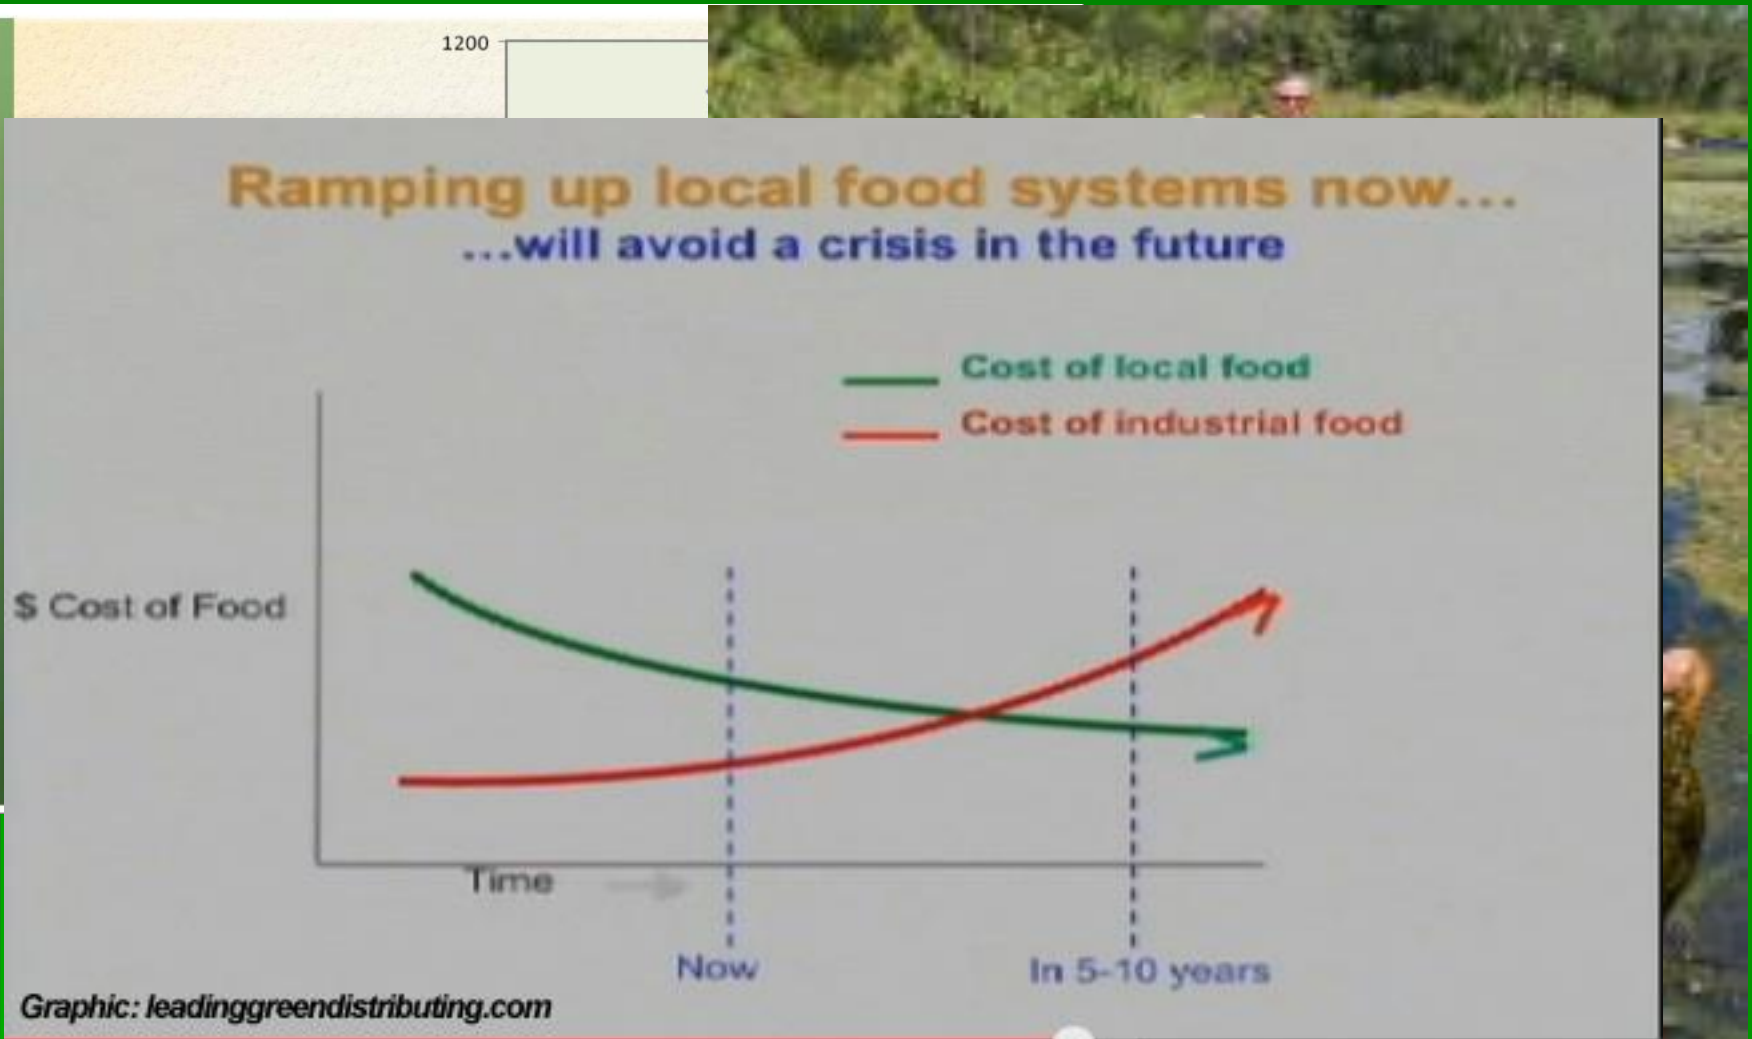 1200
Ramping up local food systems now...
...will avoid a crisis in the future
Cost of local food
Cost of industrial food
$ Cost of Food
Time
Now
In 5-10 years
Graphic: leadinggreendistributing.com